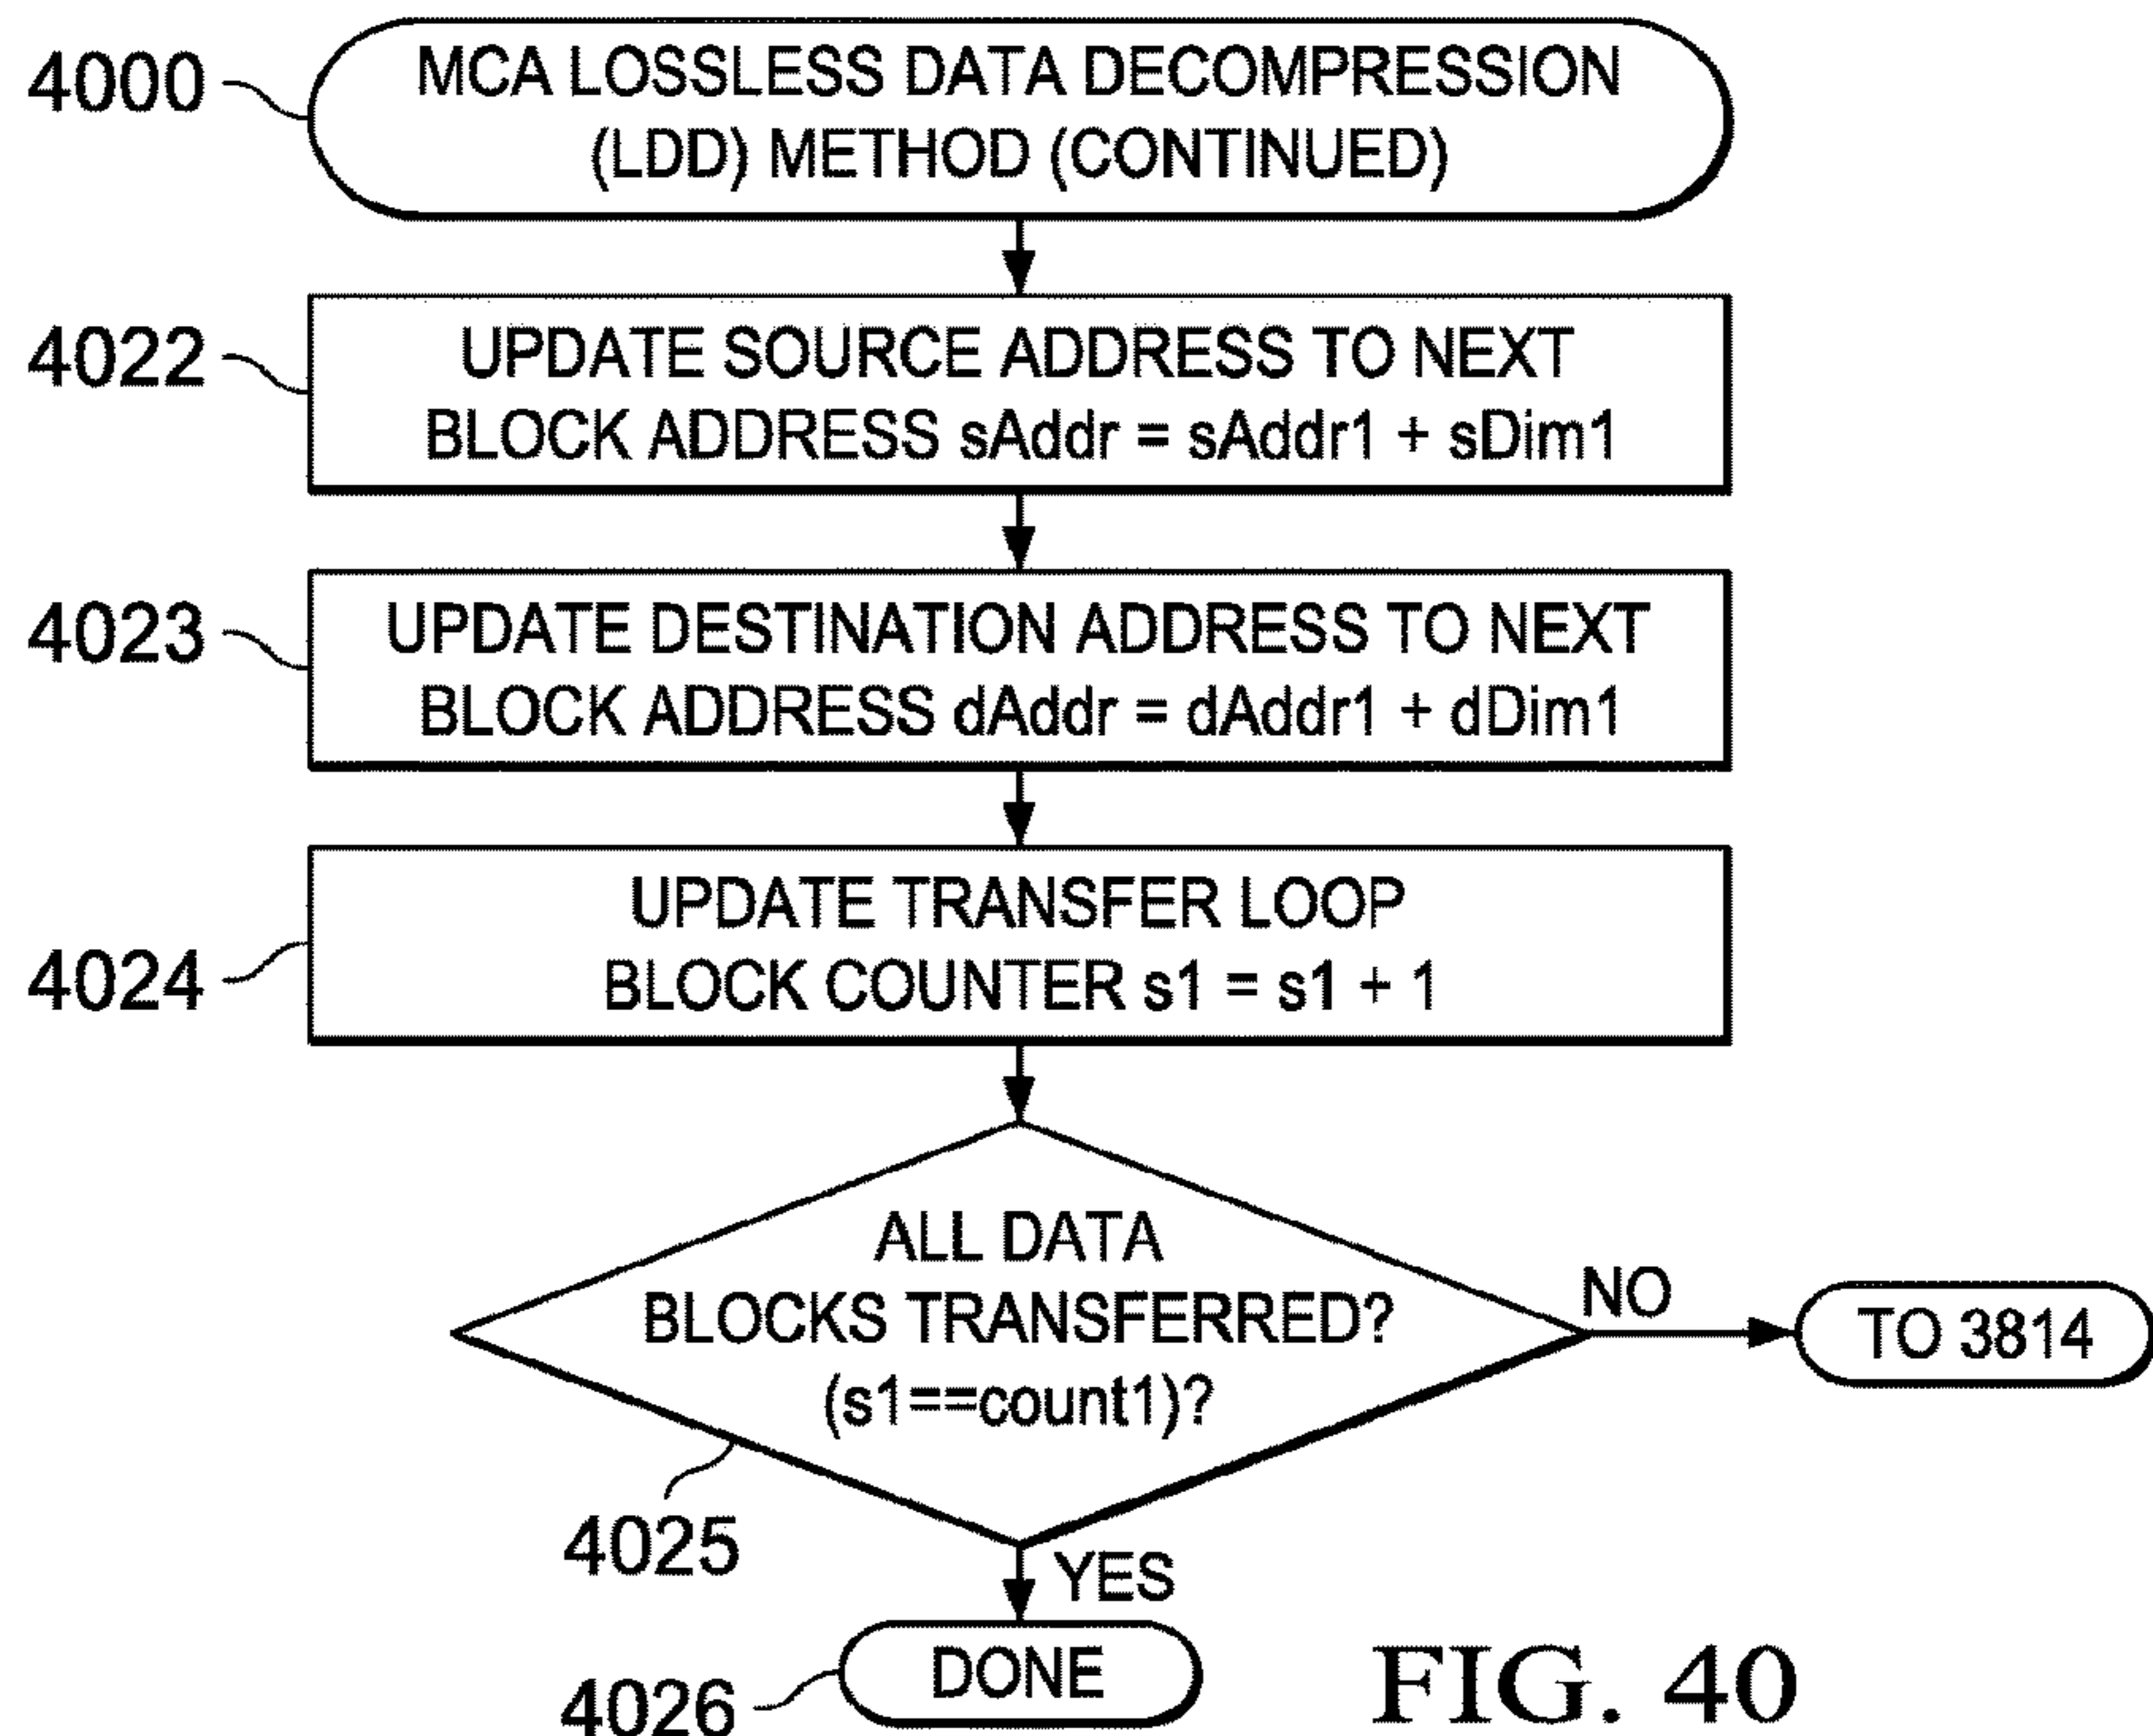 4000
MCA LOSSLESS DATA DECOMPRESSION
(LDD) METHOD (CONTINUED)
4022
UPDATE SOURCE ADDRESS TO NEXT
BLOCK ADDRESS sAddr = sAddr1 + sDim1
4023
UPDATE DESTINATION ADDRESS TO NEXT
BLOCK ADDRESS dAddr = dAddr1 + dDim1
4024
UPDATE TRANSFER LOOP
BLOCK COUNTER s1 = s1 + 1
ALL DATA
BLOCKS TRANSFERRED?
(s1==count1)?
NO
TO 3814
4025
YES
4026
DONE
FIG. 40